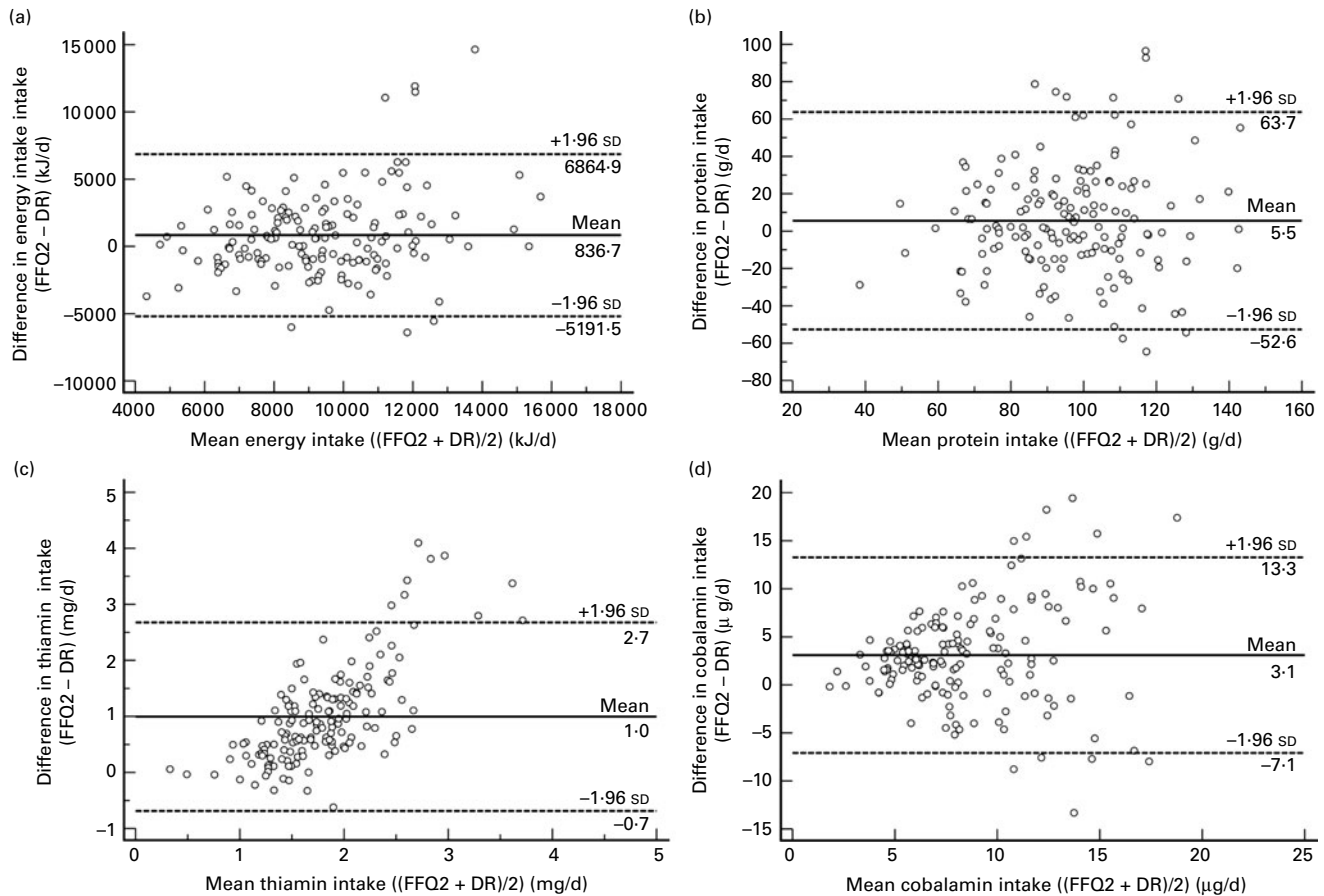 (a)
Difference in energy intake intake
(FFQ2 – DR) (kJ/d)
15 000
10 000
5000
0
–5000
–10000
+1·96 SD
6864·9
Mean
836·7
–1·96 SD
–5191·5
4000 6000 8000 10 000 12 000 14 000 16 000 18 000
Mean energy intake ((FFQ2 + DR)/2) (kJ/d)
(b)
Difference in protein intake
(FFQ2 – DR) (g/d)
100
80
60
40
20
0
–20
–40
–60
–80
+1·96 SD
63·7
Mean
5·5
–1·96 SD
–52·6
20 40 60 80 100 120 140 160
Mean protein intake ((FFQ2 + DR)/2) (g/d)
(c)
Difference in thiamin intake
(FFQ2 – DR) (mg/d)
5
4
3
2
1
0
–1
+1·96 SD
2·7
Mean
1·0
–1·96 SD
–0·7
0 1 2 3 4 5
Mean thiamin intake ((FFQ2 + DR)/2) (mg/d)
(d)
Difference in cobalamin intake
(FFQ2 – DR) (μ g/d)
20
15
10
5
0
–5
–10
–15
+1·96 SD
13·3
Mean
3·1
–1·96 SD
–7·1
0 5 10 15 20 25
Mean cobalamin intake ((FFQ2 + DR)/2) (μg/d)